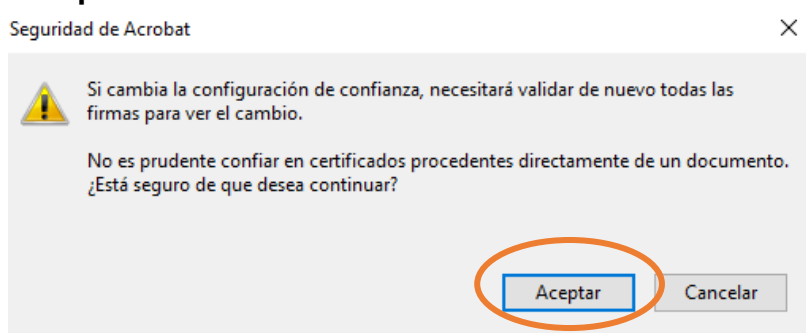 Seguridad de Acrobat
Si cambia la configuración de confianza, necesitará validar de nuevo todas las
firmas para ver el cambio.
No es prudente confiar en certificados procedentes directamente de un documento.
¿Está seguro de que desea continuar?
Aceptar Cancelar